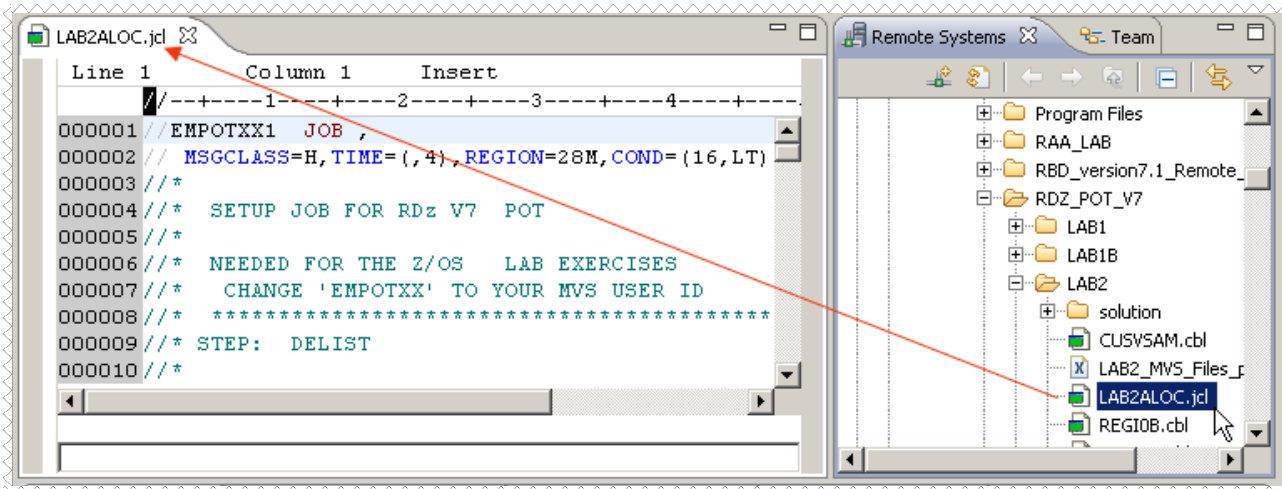 LAB2ALOC.jcl
Line 1 Column 1 Insert
//--+----1----+----2----+----3----+----4----+----
000001 //EMPOTXX1 JOB ,
000002 // MSGCLASS=H,TIME=(,4),REGION=28M,COND=(16,LT)
000003 //*
000004 //* SETUP JOB FOR RDz V7 POT
000005 //*
000006 //* NEEDED FOR THE Z/OS LAB EXERCISES
000007 //* CHANGE 'EMPOTXX' TO YOUR MVS USER ID
000008 //* ******************************************
000009 //* STEP: DELIST
000010 //*
Remote Systems
Team
Program Files
RAA_LAB
RBD_version7.1_Remote_
RDZ_POT_V7
LAB1
LAB1B
LAB2
solution
CUSVSAM.cbl
LAB2_MVS_Files_p
LAB2ALOC.jcl
REGI0B.cbl